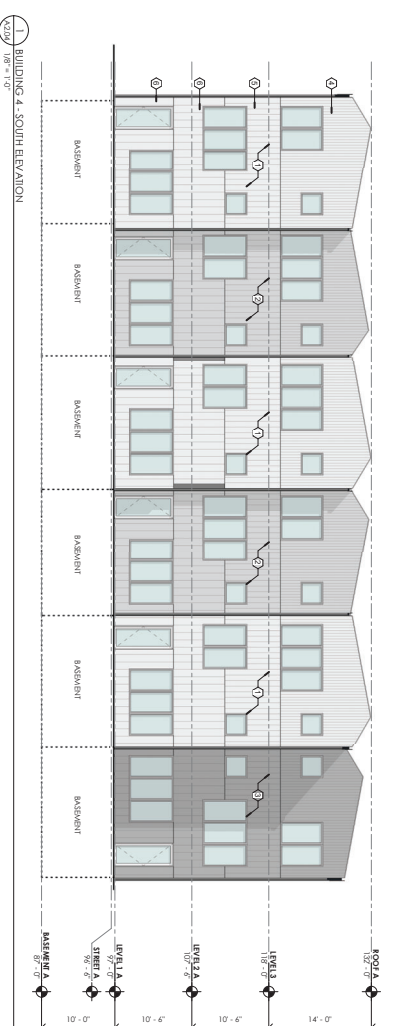 4
5
6
6
1
2
1
2
1
3
BASEMENT
BASEMENT
BASEMENT
BASEMENT
BASEMENT
BASEMENT
ROOF A
132' - 0"
LEVEL 3
118' - 0"
LEVEL 2 A
107' - 6"
LEVEL 1 A
97' - 0"
STREET A
96' - 6"
BASEMENT A
87' - 0"
14' - 0"
10' - 6"
10' - 6"
10' - 0"
1
A2.04
BUILDING 4 - SOUTH ELEVATION
1/8" = 1'-0"